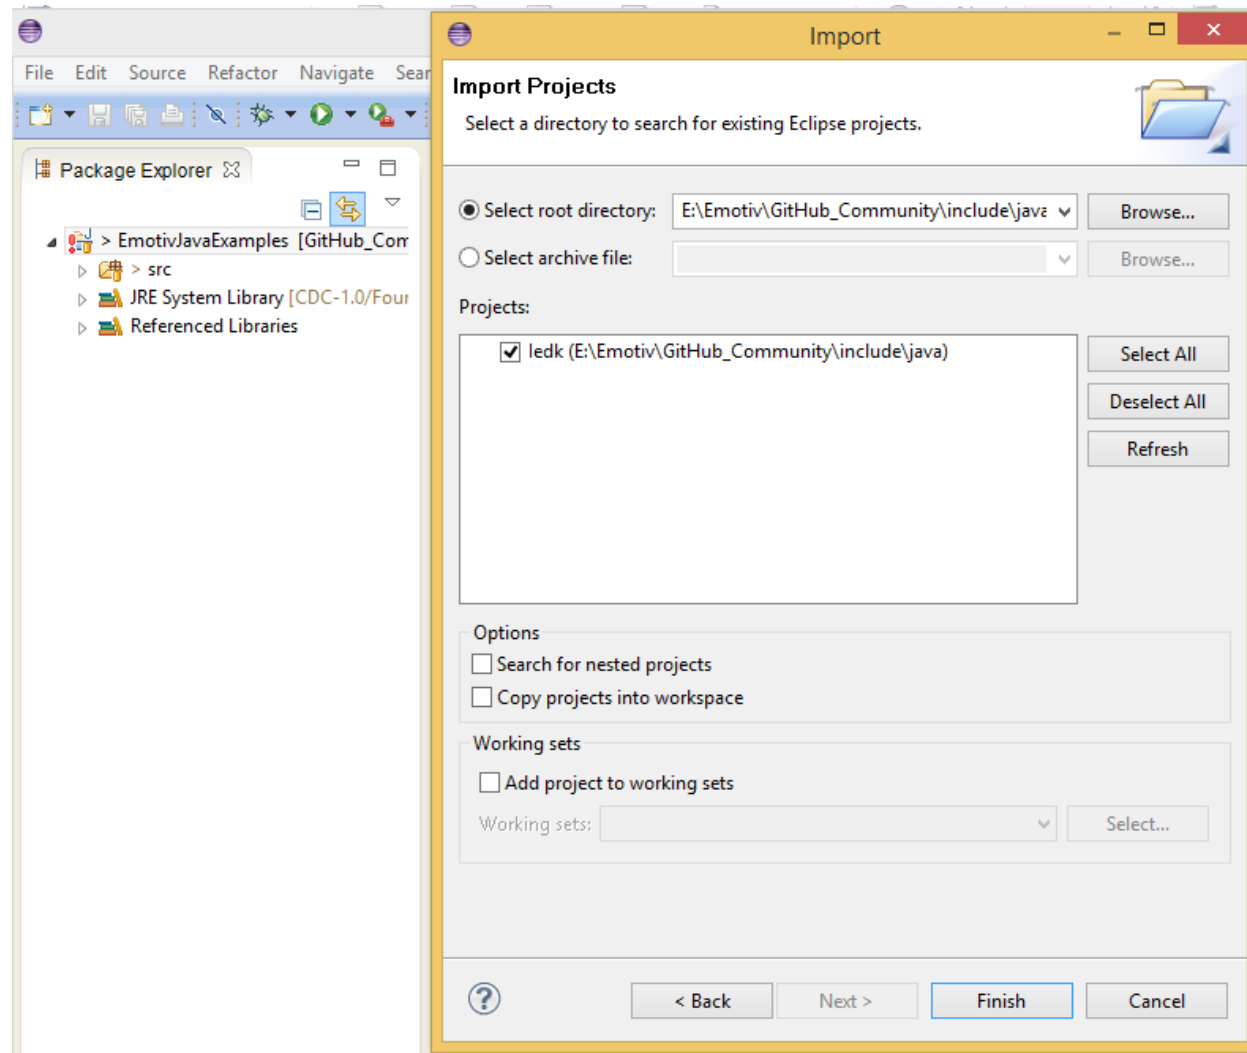 Import
File Edit Source Refactor Navigate Sear
Import Projects
Select a directory to search for existing Eclipse projects.
Package Explorer
Select root directory: E:\Emotiv\GitHub_Community\include\java Browse...
> EmotivJavaExamples [GitHub_Com
Select archive file: Browse...
> src
JRE System Library [CDC-1.0/Four
Projects:
Referenced Libraries
Iedk (E:\Emotiv\GitHub_Community\include\java)
Select All
Deselect All
Refresh
Options
Search for nested projects
Copy projects into workspace
Working sets
Add project to working sets
Working sets: Select...
? < Back Next > Finish Cancel